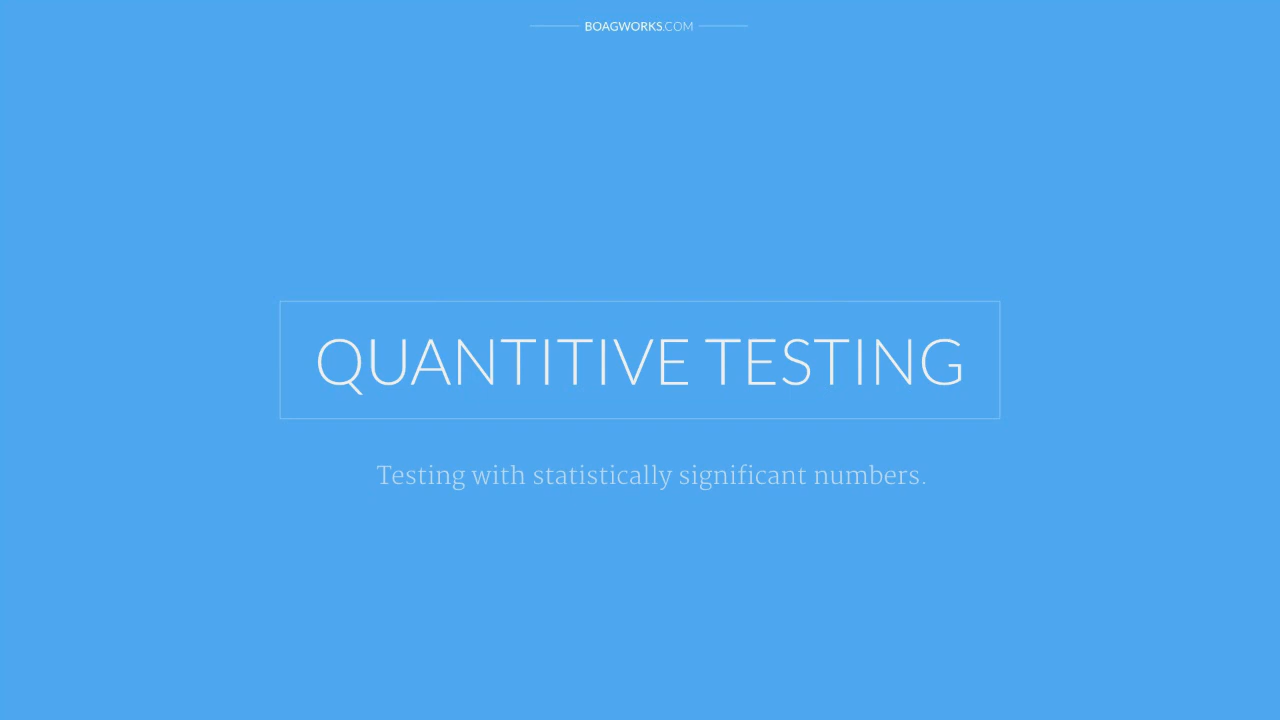 BOAGWORKS.COM
QUANTITIVE TESTING
Testing with statistically significant numbers.